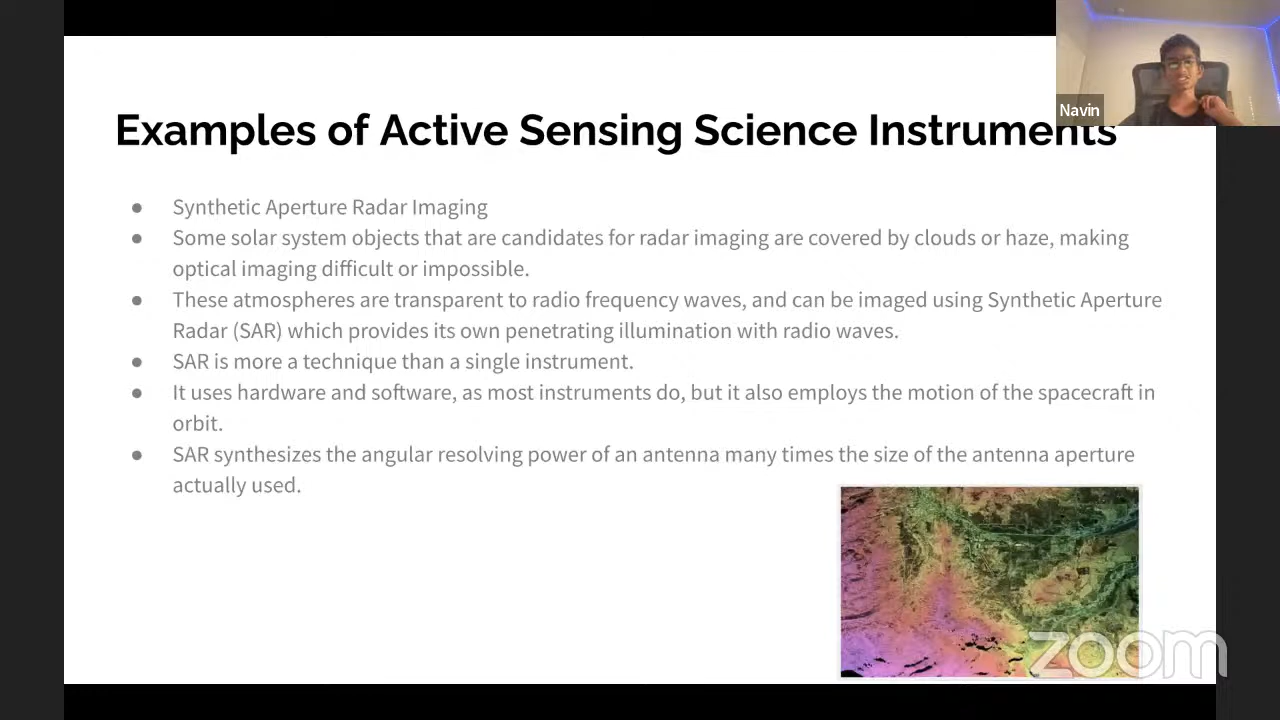 Navin
Examples of Active Sensing Science Instruments
● Synthetic Aperture Radar Imaging
● Some solar system objects that are candidates for radar imaging are covered by clouds or haze, making
optical imaging difficult or impossible.
● These atmospheres are transparent to radio frequency waves, and can be imaged using Synthetic Aperture
Radar (SAR) which provides its own penetrating illumination with radio waves.
● SAR is more a technique than a single instrument.
● It uses hardware and software, as most instruments do, but it also employs the motion of the spacecraft in
orbit.
● SAR synthesizes the angular resolving power of an antenna many times the size of the antenna aperture
actually used.
zoom